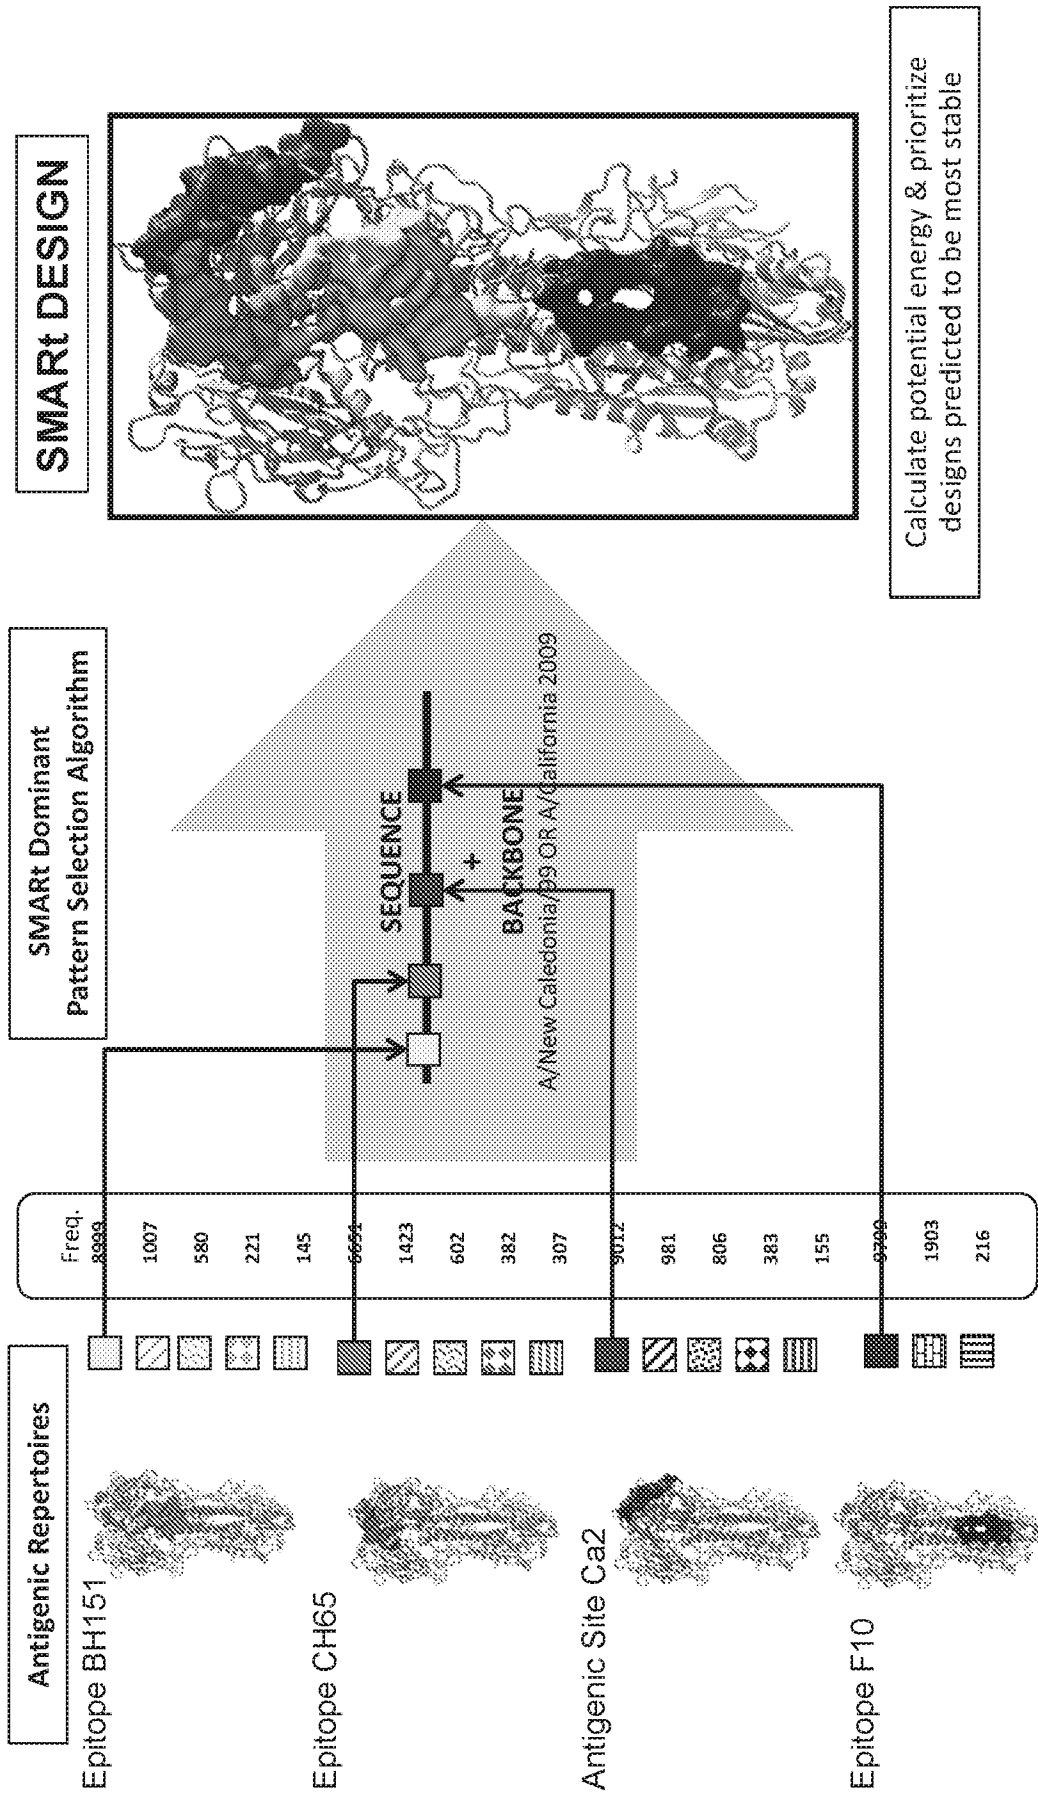 Antigenic Repertoires
Epitope BH151
Epitope CH65
Antigenic Site Ca2
Epitope F10
Freq.
8999
1007
580
221
145
1423
602
382
307
9012
981
806
383
155
1903
216
SMARt Dominant
Pattern Selection Algorithm
SEQUENCE
+
BACKBONE
A/New Caledonia/99 OR A/California 2009
SMARt DESIGN
Calculate potential energy & prioritize
designs predicted to be most stable